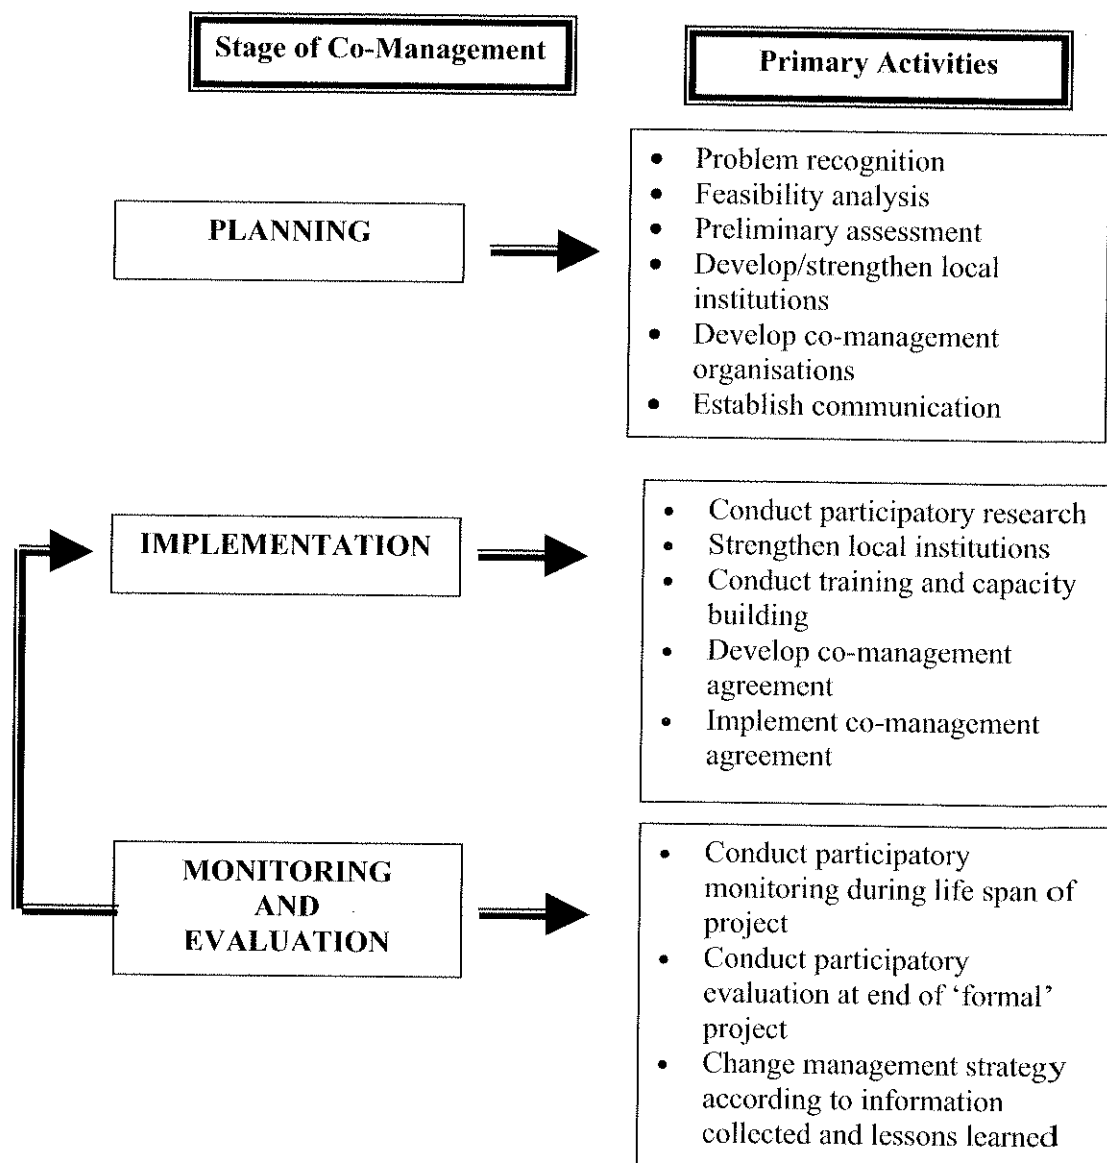 Stage of Co-Management
Primary Activities
PLANNING
• Problem recognition
• Feasibility analysis
• Preliminary assessment
• Develop/strengthen local
institutions
• Develop co-management
organisations
• Establish communication
IMPLEMENTATION
• Conduct participatory research
• Strengthen local institutions
• Conduct training and capacity
building
• Develop co-management
agreement
• Implement co-management
agreement
MONITORING
AND
EVALUATION
• Conduct participatory
monitoring during life span of
project
• Conduct participatory
evaluation at end of ‘formal’
project
• Change management strategy
according to information
collected and lessons learned